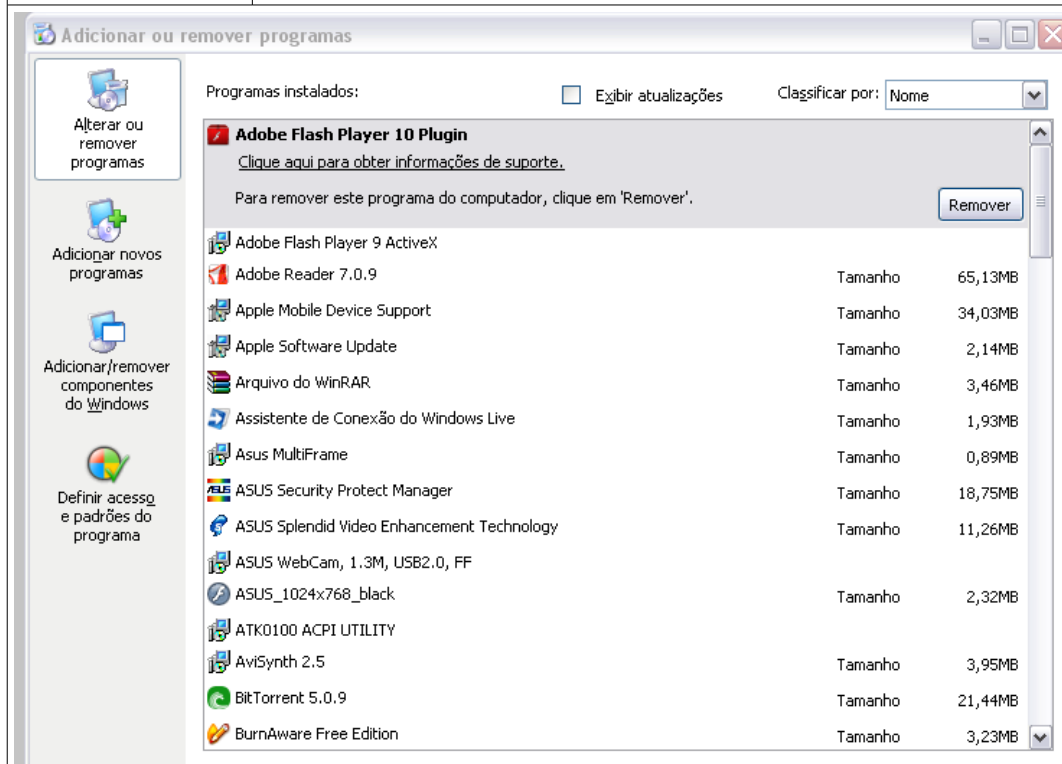 Adicionar ou remover programas
Alterar ou
remover
programas
Adicionar novos
programas
Adicionar/remover
componentes
do Windows
Definir acesso
e padrões do
programa
Programas instalados:
Exibir atualizações
Classificar por: Nome
Adobe Flash Player 10 Plugin
Clique aqui para obter informações de suporte.
Para remover este programa do computador, clique em 'Remover'. Remover
Adobe Flash Player 9 ActiveX
Adobe Reader 7.0.9 Tamanho 65,13MB
Apple Mobile Device Support Tamanho 34,03MB
Apple Software Update Tamanho 2,14MB
Arquivo do WinRAR Tamanho 3,46MB
Assistente de Conexão do Windows Live Tamanho 1,93MB
Asus MultiFrame Tamanho 0,89MB
ASUS Security Protect Manager Tamanho 18,75MB
ASUS Splendid Video Enhancement Technology Tamanho 11,26MB
ASUS WebCam, 1.3M, USB2.0, FF
ASUS_1024x768_black Tamanho 2,32MB
ATK0100 ACPI UTILITY
AviSynth 2.5 Tamanho 3,95MB
BitTorrent 5.0.9 Tamanho 21,44MB
BurnAware Free Edition Tamanho 3,23MB